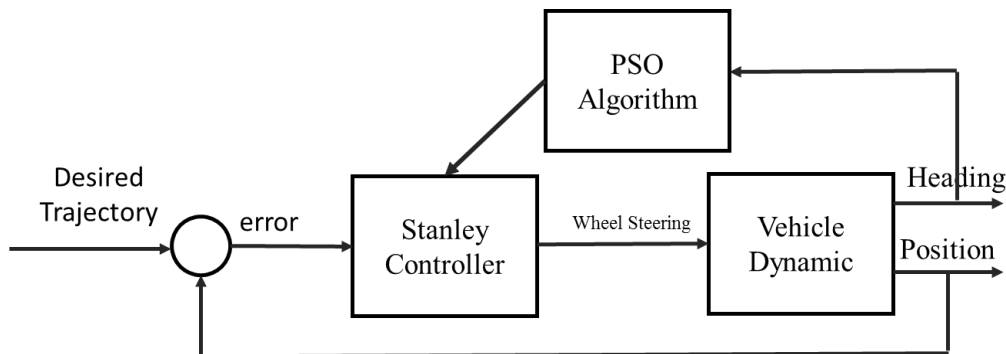 PSO
Algorithm
Desired
Trajectory
error
Stanley
Controller
Wheel Steering
Vehicle
Dynamic
Heading
Position